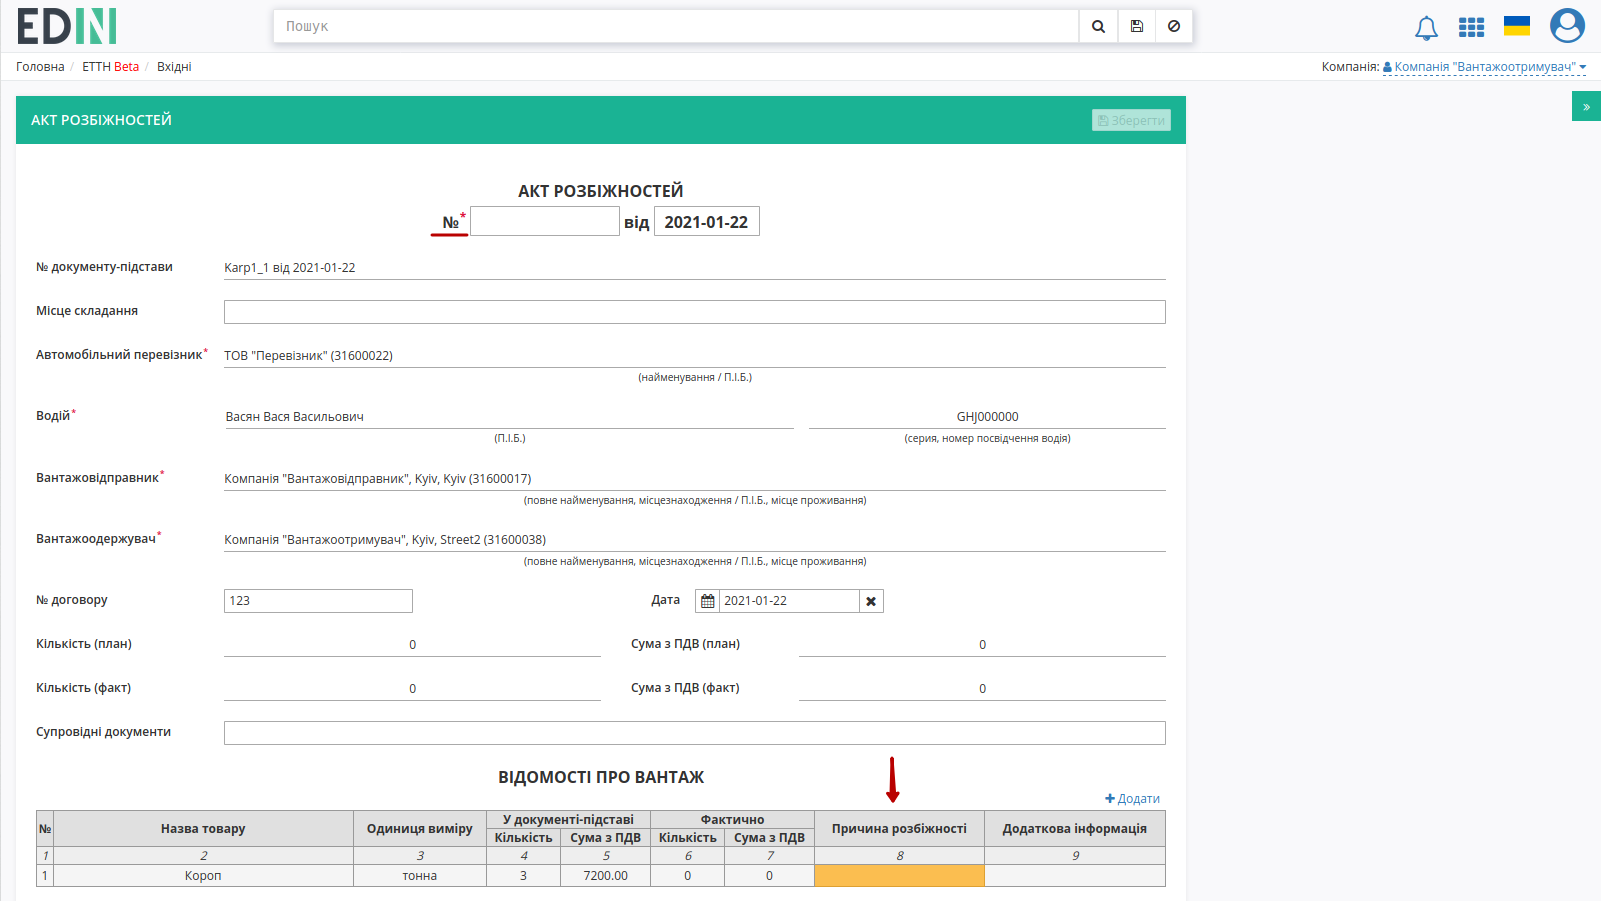 EDIN
Пошук
Головна / ЕТТН Beta / Вхідні
Компанія: Компанія "Вантажоотримувач"
»
АКТ РОЗБІЖНОСТЕЙ
Зберегти
АКТ РОЗБІЖНОСТЕЙ
№* від 2021-01-22
№ документу-підстави Karp1_1 від 2021-01-22
Місце складання
Автомобільний перевізник* ТОВ "Перевізник" (31600022)
(найменування / П.І.Б.)
Водій* Васян Вася Васильович GHJ000000
(П.І.Б.) (серия, номер посвідчення водія)
Вантажовідправник* Компанія "Вантажовідправник", Kyiv, Kyiv (31600017)
(повне найменування, місцезнаходження / П.І.Б., місце проживання)
Вантажоодержувач* Компанія "Вантажоотримувач", Kyiv, Street2 (31600038)
(повне найменування, місцезнаходження / П.І.Б., місце проживання)
№ договору 123 Дата 2021-01-22
Кількість (план) 0 Сума з ПДВ (план) 0
Кількість (факт) 0 Сума з ПДВ (факт) 0
Супровідні документи
ВІДОМОСТІ ПРО ВАНТАЖ
Додати
№ Назва товару Одиниця виміру У документі-підставі Фактично Причина розбіжності Додаткова інформація
Кількість Сума з ПДВ Кількість Сума з ПДВ
1 2 3 4 5 6 7 8 9
1 Короп тонна 3 7200.00 0 0